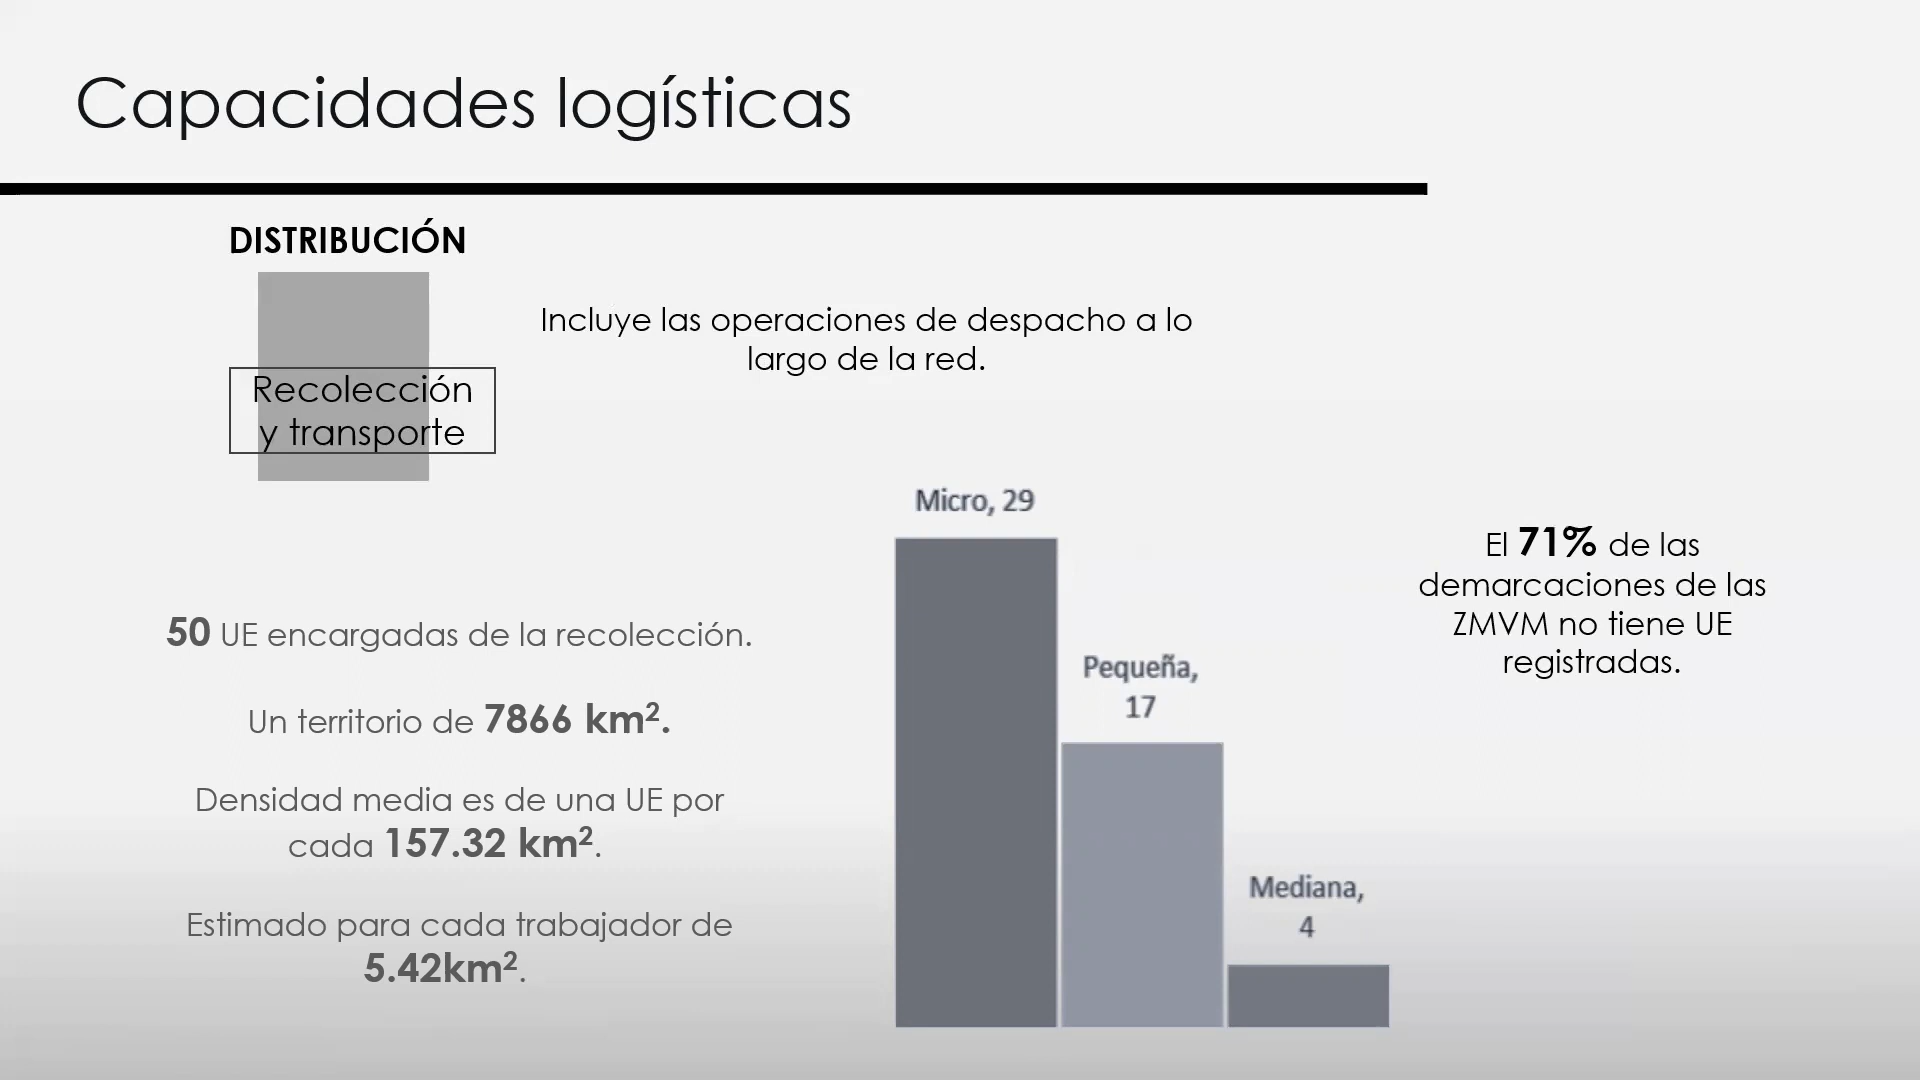 Capacidades logísticas
DISTRIBUCIÓN
Recolección
y transporte
Incluye las operaciones de despacho a lo
largo de la red.
50 UE encargadas de la recolección.
Un territorio de 7866 km².
Densidad media es de una UE por
cada 157.32 km².
Estimado para cada trabajador de
5.42km².
Micro, 29
Pequeña,
17
Mediana,
4
El 71% de las
demarcaciones de las
ZMVM no tiene UE
registradas.